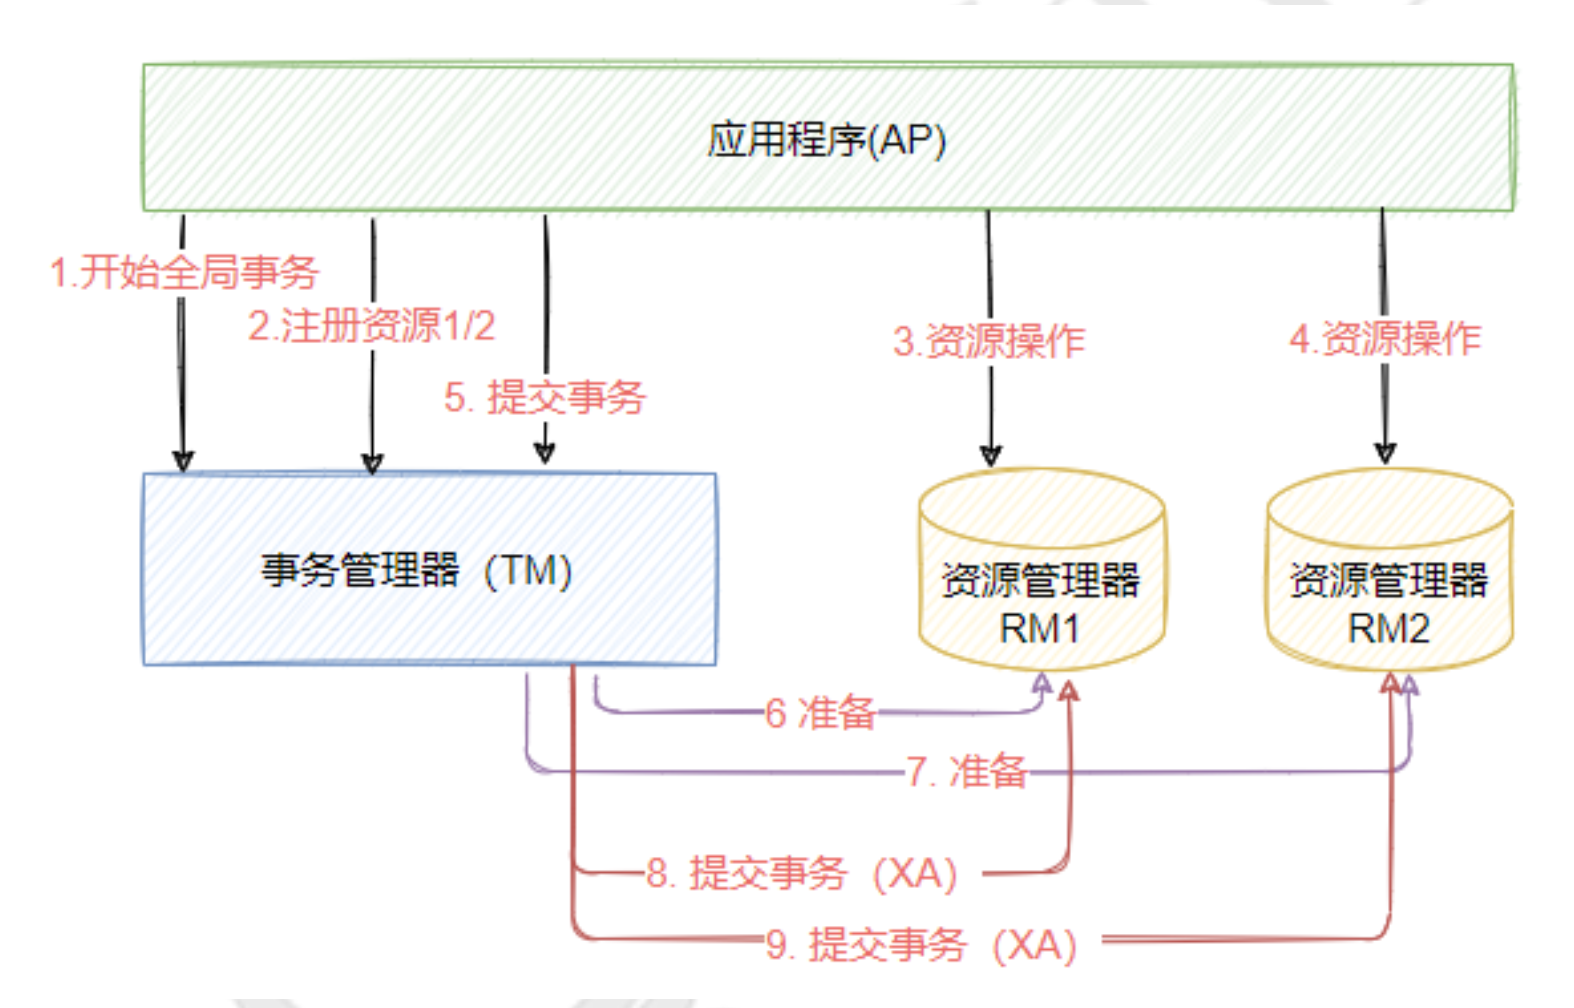 应用程序(AP)
1.开始全局事务
2.注册资源1/2
5. 提交事务
3.资源操作
4.资源操作
事务管理器（TM）
资源管理器
RM1
资源管理器
RM2
6 准备
7. 准备
8. 提交事务（XA）
9. 提交事务（XA）